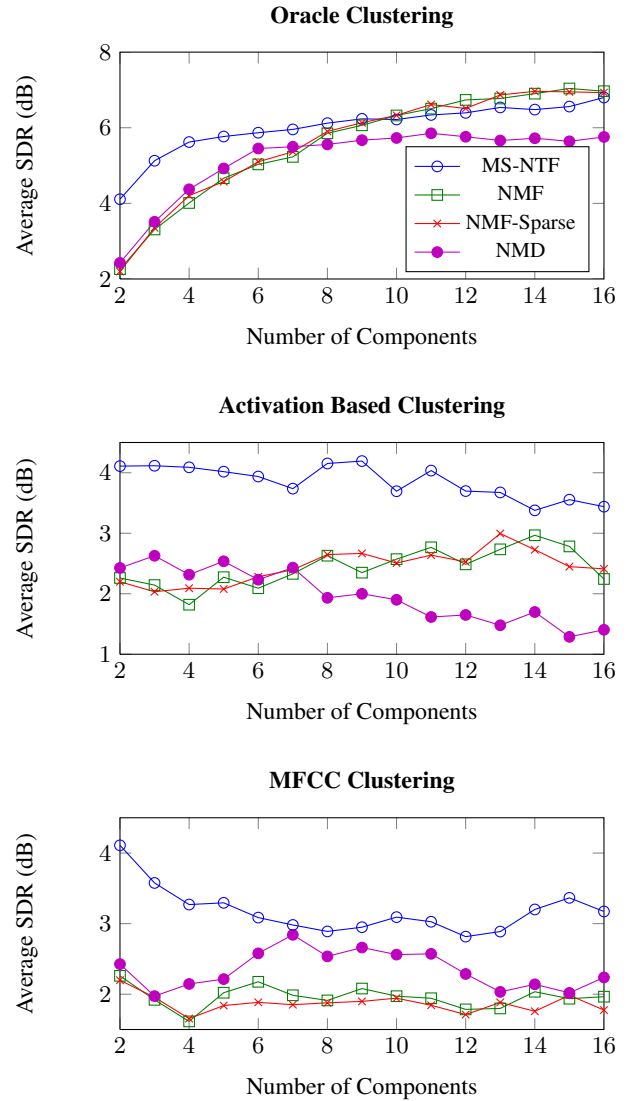 Oracle Clustering
8
6
4
2
Average SDR (dB)
MS-NTF
NMF
NMF-Sparse
NMD
2 4 6 8 10 12 14 16
Number of Components
Activation Based Clustering
4
3
2
1
Average SDR (dB)
2 4 6 8 10 12 14 16
Number of Components
MFCC Clustering
4
3
2
Average SDR (dB)
2 4 6 8 10 12 14 16
Number of Components